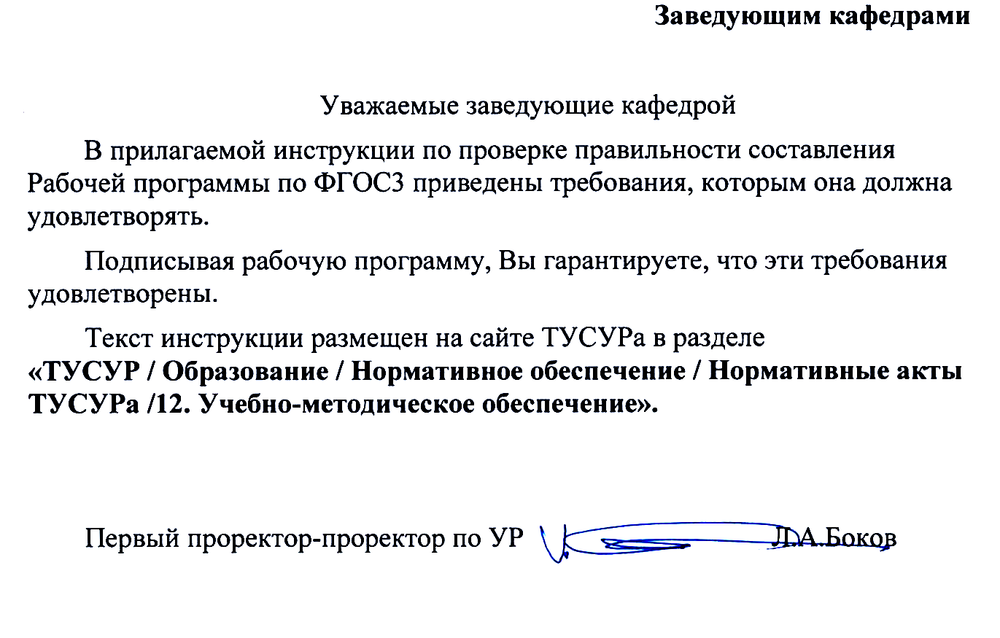 Заведующим кафедрами
Уважаемые заведующие кафедрой
В прилагаемой инструкции по проверке правильности составления
Рабочей программы по ФГОС3 приведены требования, которым она должна
удовлетворять.
Подписывая рабочую программу, Вы гарантируете, что эти требования
удовлетворены.
Текст инструкции размещен на сайте ТУСУРа в разделе
«ТУСУР / Образование / Нормативное обеспечение / Нормативные акты
ТУСУРа /12. Учебно-методическое обеспечение».
Первый проректор-проректор по УР Л.А.Боков